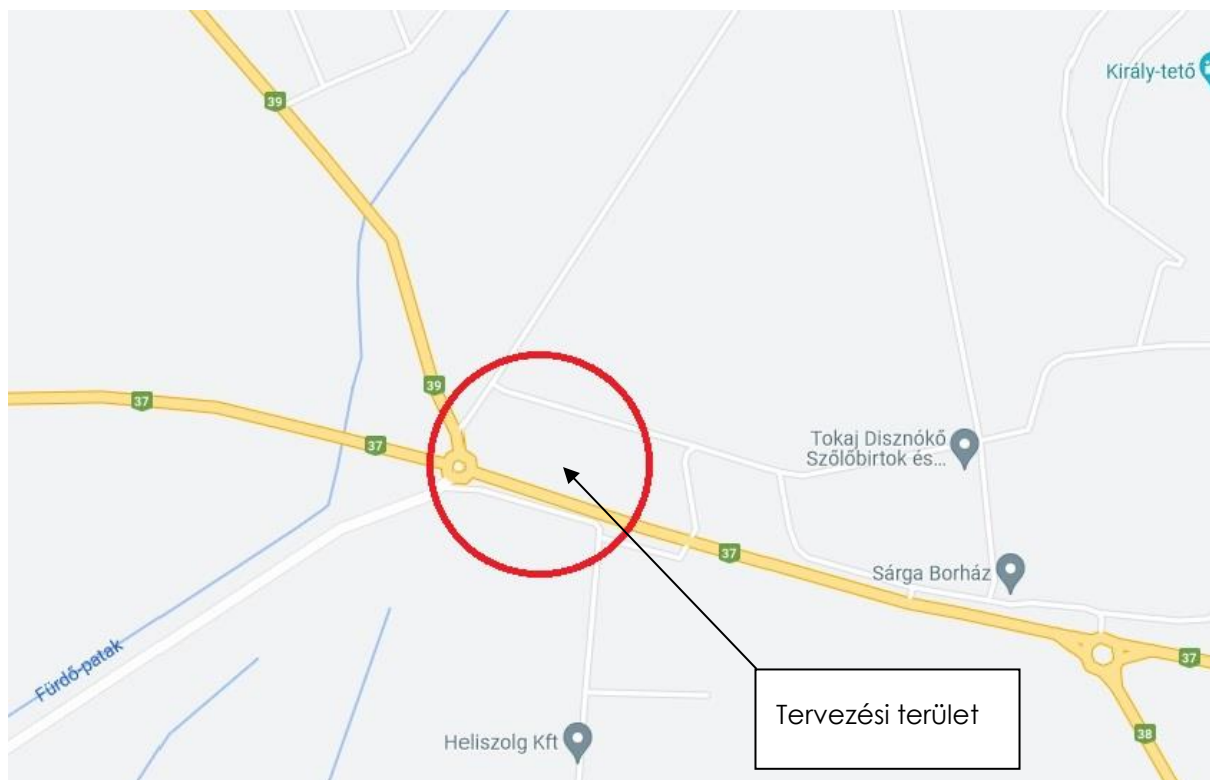 Király-tető
39
39
37
37
Tokaj Disznókő
Szőlőbirtok és...
37
Sárga Borház
Fürdő-patak
37
Tervezési terület
Heliszolg Kft
38